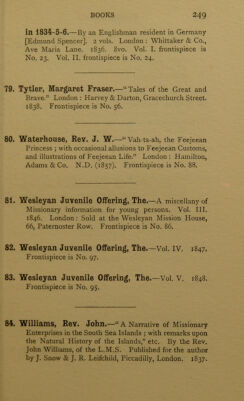 BOOKS 249
in 1834-5-6.—By an Englishman resident in Germany
[Edmund Spencer]. 2 vols. London: Whittaker & Co.,
Ave Maria Lane. 1836. 8vo. Vol. I. frontispiece is
No. 23. Vol. II. frontispiece is No. 24.
79. Tytler, Margaret Fraser.—“Tales of the Great and
Brave.” London: Harvey & Darton, Gracechurch Street.
1838. Frontispiece is No. 56.
80. Waterhouse, Rev. J. W.—“Vah-ta-ah, the Feejeean
Princess; with occasional allusions to Feejeean Customs,
and illustrations of Feejeean Life.” London: Hamilton,
Adams & Co. N.D. (1857). Frontispiece is No. 88.
81. Wesleyan Juvenile Offering, The.—A miscellany of
Missionary information for young persons. Vol. III.
1846. London: Sold at the Wesleyan Mission House,
66, Paternoster Row. Frontispiece is No. 86.
82. Wesleyan Juvenile Offering, The.—Vol. IV. 1847.
Frontispiece is No. 97.
83. Wesleyan Juvenile Offering, The.—Vol. V. 1848.
Frontispiece is No. 95.
84. Williams, Rev. John.—“A Narrative of Missionary
Enterprises in the South Sea Islands; with remarks upon
the Natural History of the Islands,” etc. By the Rev.
John Williams, of the L.M.S. Published for the author
by J. Snow & J. R. Leifchild, Piccadilly, London. 1837.